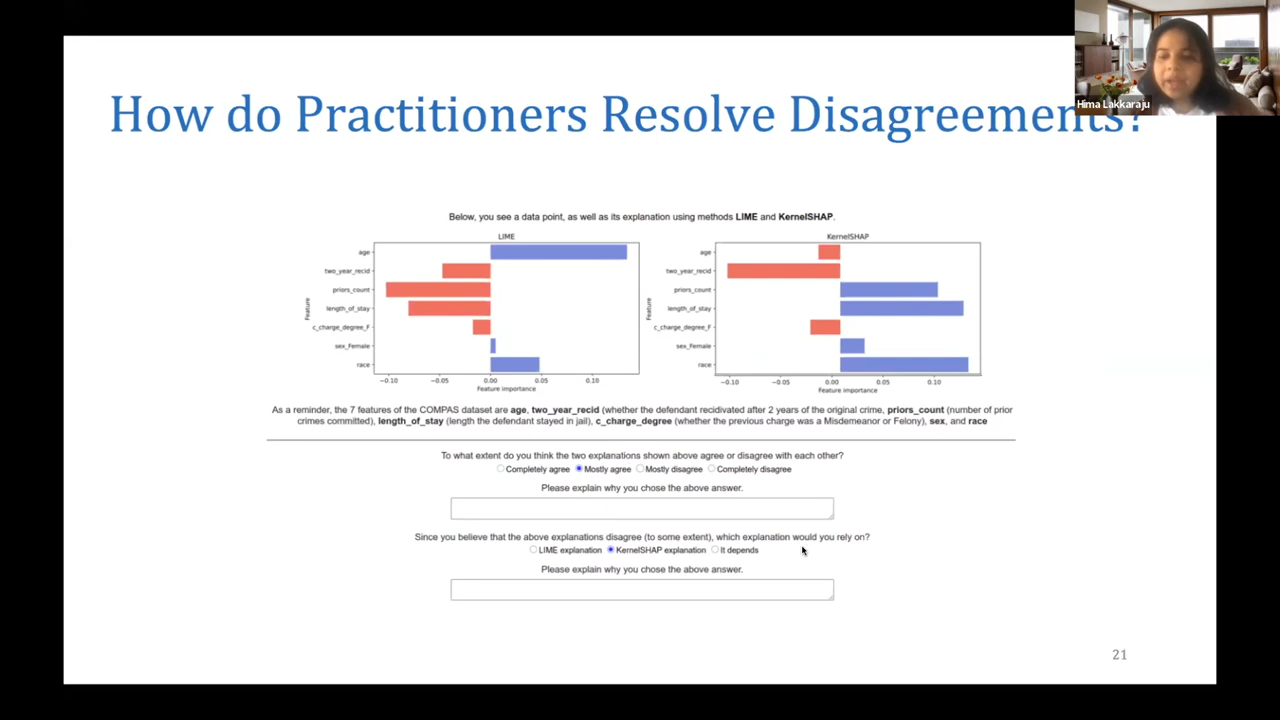 Hima Lakkaraju
How do Practitioners Resolve Disagreements?
Below, you see a data point, as well as its explanation using methods LIME and KernelSHAP.
LIME
age
two_year_recid
priors_count
length_of_stay
c_charge_degree_F
sex_Female
race
Feature
−0.10 −0.05 0.00 0.05 0.10
Feature importance
KernelSHAP
age
two_year_recid
priors_count
length_of_stay
c_charge_degree_F
sex_Female
race
Feature
−0.10 −0.05 0.00 0.05 0.10
Feature importance
As a reminder, the 7 features of the COMPAS dataset are age, two_year_recid (whether the defendant recidivated after 2 years of the original crime, priors_count (number of prior
crimes committed), length_of_stay (length the defendant stayed in jail), c_charge_degree (whether the previous charge was a Misdemeanor or Felony), sex, and race
To what extent do you think the two explanations shown above agree or disagree with each other?
Completely agree Mostly agree Mostly disagree Completely disagree
Please explain why you chose the above answer.
Since you believe that the above explanations disagree (to some extent), which explanation would you rely on?
LIME explanation KernelSHAP explanation It depends
Please explain why you chose the above answer.
21